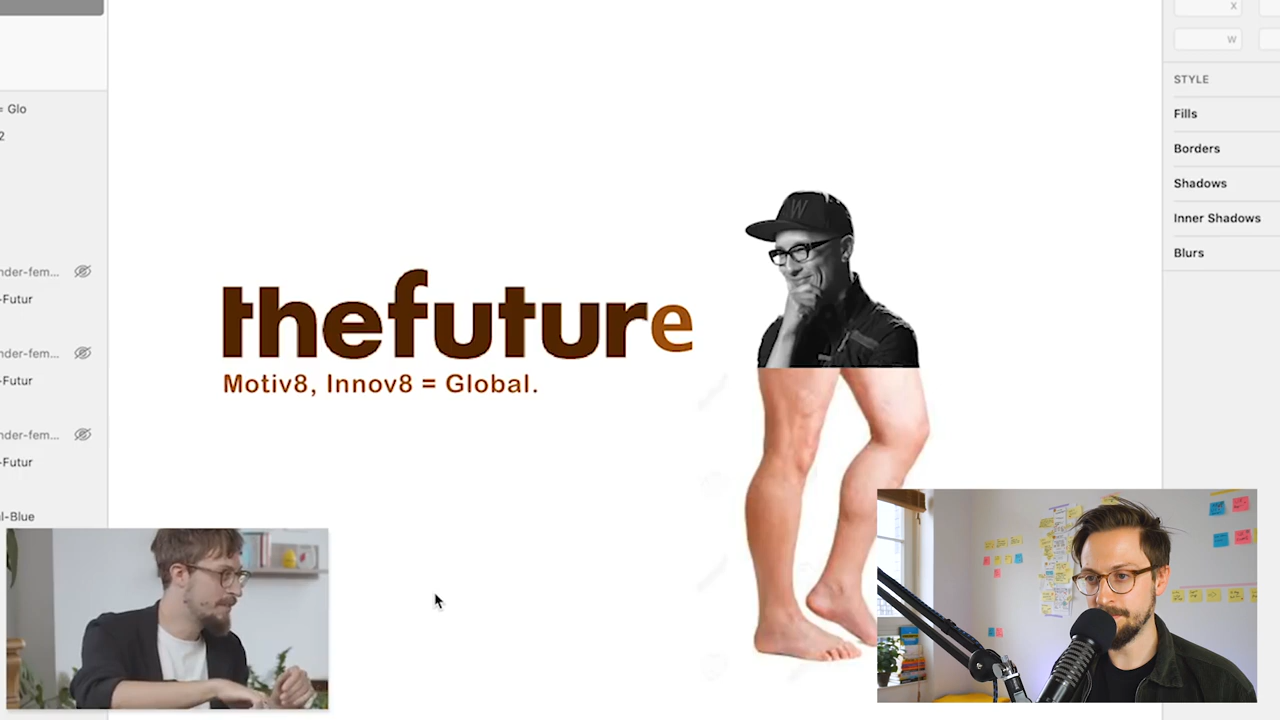 X
W
STYLE
= Glo
Fills
2
Borders
Shadows
Inner Shadows
Blurs
W
nder-fem...
-Futur
thefuture
Motiv8, Innov8 = Global.
nder-fem...
-Futur
nder-fem...
-Futur
l-Blue